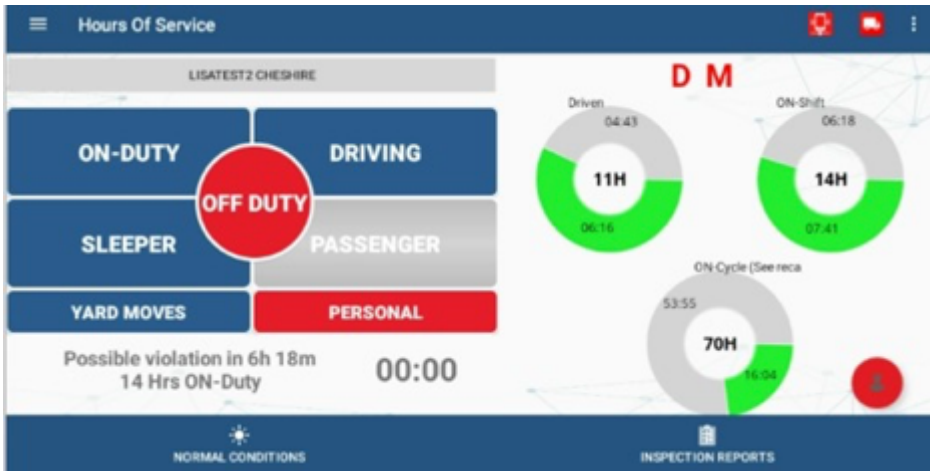 Hours Of Service
LISATEST2 CHESHIRE
ON-DUTY
DRIVING
OFF DUTY
SLEEPER
PASSENGER
YARD MOVES
PERSONAL
Possible violation in 6h 18m
14 Hrs ON-Duty
00:00
D M
Driven
04:43
11H
06:16
ON-Shift
06:18
14H
07:41
ON-Cycle (See reca
53:55
70H
16:04
NORMAL CONDITIONS
INSPECTION REPORTS